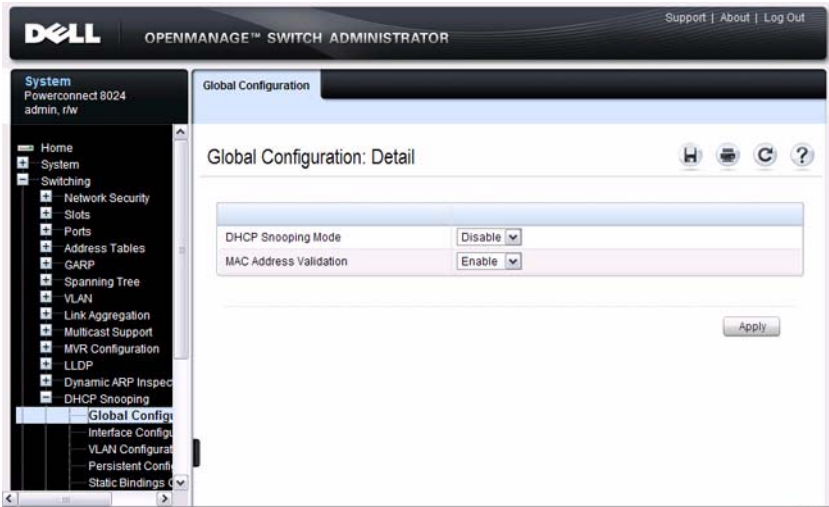 Support | About | Log Out
DELL OPENMANAGE™ SWITCH ADMINISTRATOR
System
Powerconnect 8024
admin, r/w
Home
System
Switching
Network Security
Slots
Ports
Address Tables
GARP
Spanning Tree
VLAN
Link Aggregation
Multicast Support
MVR Configuration
LLDP
Dynamic ARP Inspec
DHCP Snooping
Global Configu
Interface Configu
VLAN Configurat
Persistent Confi
Static Bindings C
Global Configuration
Global Configuration: Detail
H C ?
DHCP Snooping Mode Disable
MAC Address Validation Enable
Apply